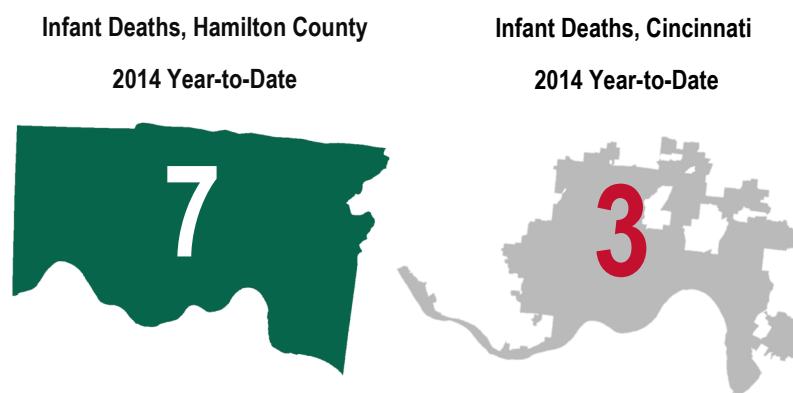 Infant Deaths, Hamilton County
2014 Year-to-Date
7
Infant Deaths, Cincinnati
2014 Year-to-Date
3